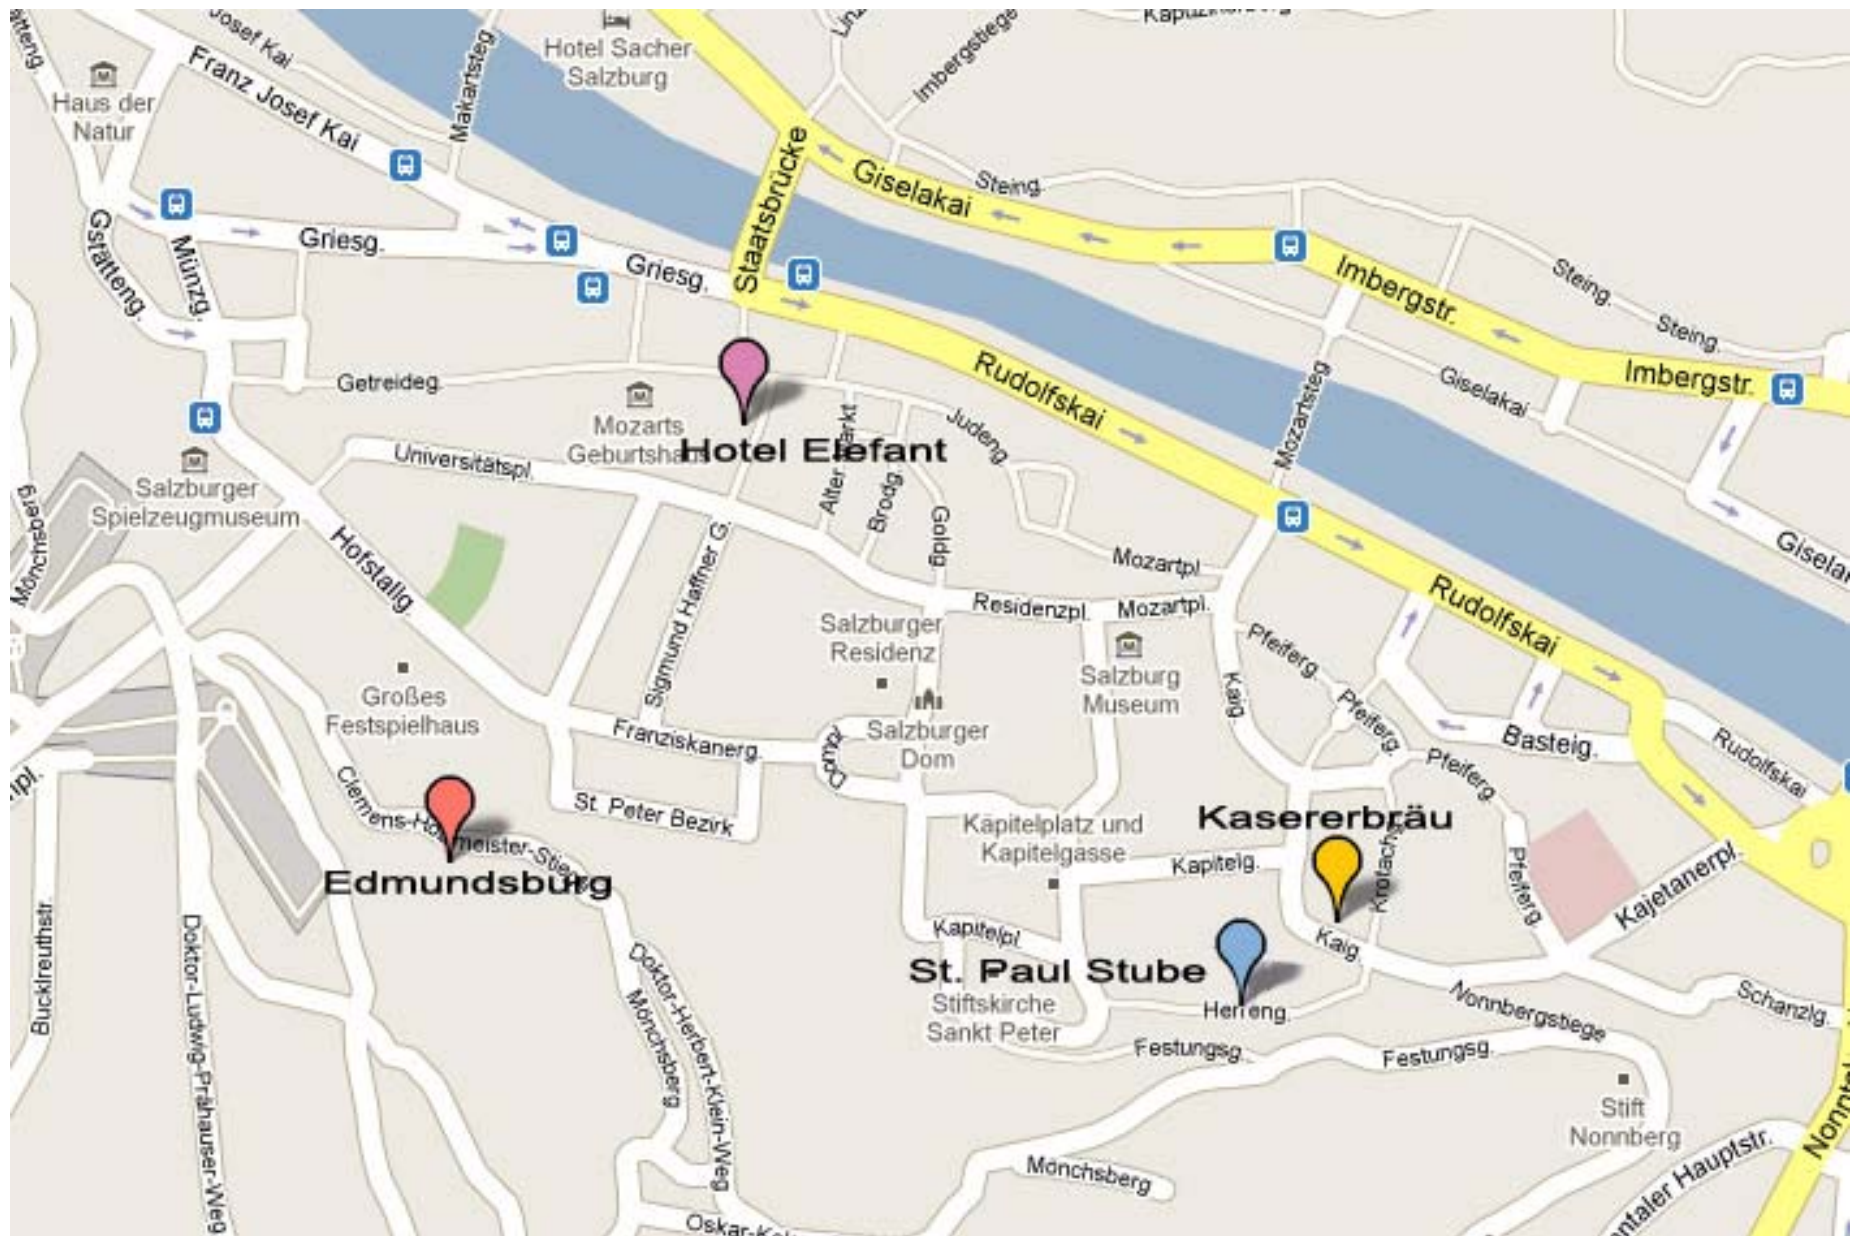 Kapuzinerberg
Hotel Sacher
Salzburg
Josef Kai
Haus der
Natur
Franz Josef Kai
Makartsteg
Imbergstiege
Staatsbrücke
Giselakai
Steing.
Gstätteng.
Münzg.
Griesg.
Griesg.
Imbergstr.
Steing.
Steing.
Imbergstr.
Getreideg.
Mozarts
Hotel Elefant
Judeng.
Rudolfskai
Mozartsteg
Giselakai
Universitätspl.
Salzburger
Spielzeugmuseum
Mönchsberg
Brodg.
Goldg
Hofstallg.
Sigmund Haffner G.
Mozartpl.
Residenzpl.
Mozartpl.
Rudolfskai
Salzburger
Residenz
Pfeiferg.
Salzburg
Museum
Kaig.
Großes
Festspielhaus
Franziskanerg.
Dompl.
Salzburger
Dom
Pfeiferg.
Basteig.
Rudolfskai
Pfeiferg.
St. Peter Bezirk
Kapitelplatz und
Kapitelgasse
Kasererbräu
Kapitelg.
Krotachg.
Pfeiferg.
Kajetanerpl.
Edmundsburg
Bucklreuthstr.
Doktor-Ludwig-Prähauser-Weg
Kapitelpl.
Kaig.
St. Paul Stube
Stiftskirche
Sankt Peter
Herreng.
Nonnbergstiege
Schanzlg.
Doktor-Herbert-Klein-Weg
Mönchsberg
Festungsg.
Festungsg.
Stift
Nonnberg
Mönchsberg